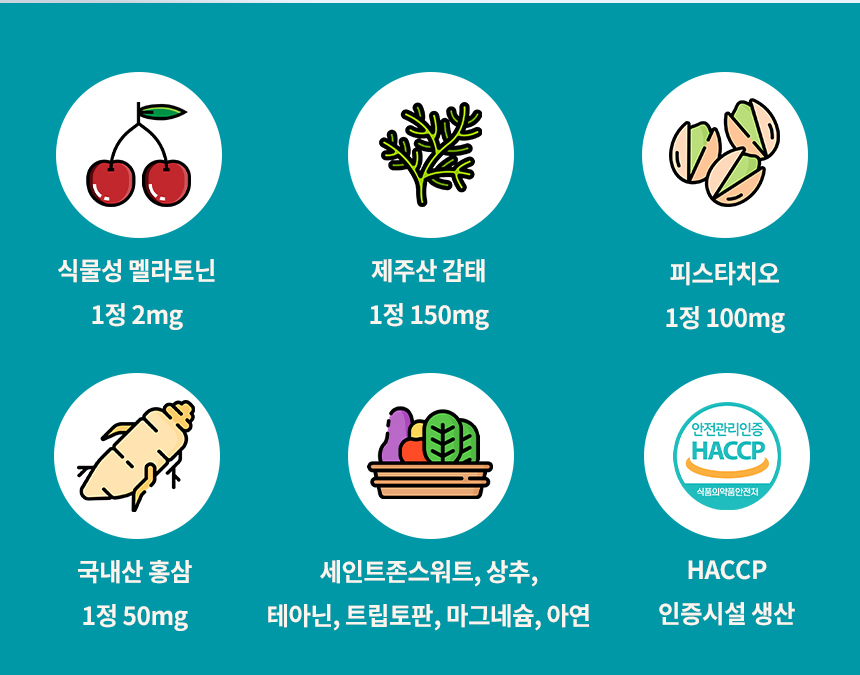 식물성 멜라토닌
1정 2mg
제주산 감태
1정 150mg
피스타치오
1정 100mg
안전관리인증
HACCP
식품의약품안전처
국내산 홍삼
1정 50mg
세인트존스워트, 상추,
테아닌, 트립토판, 마그네슘, 아연
HACCP
인증시설 생산